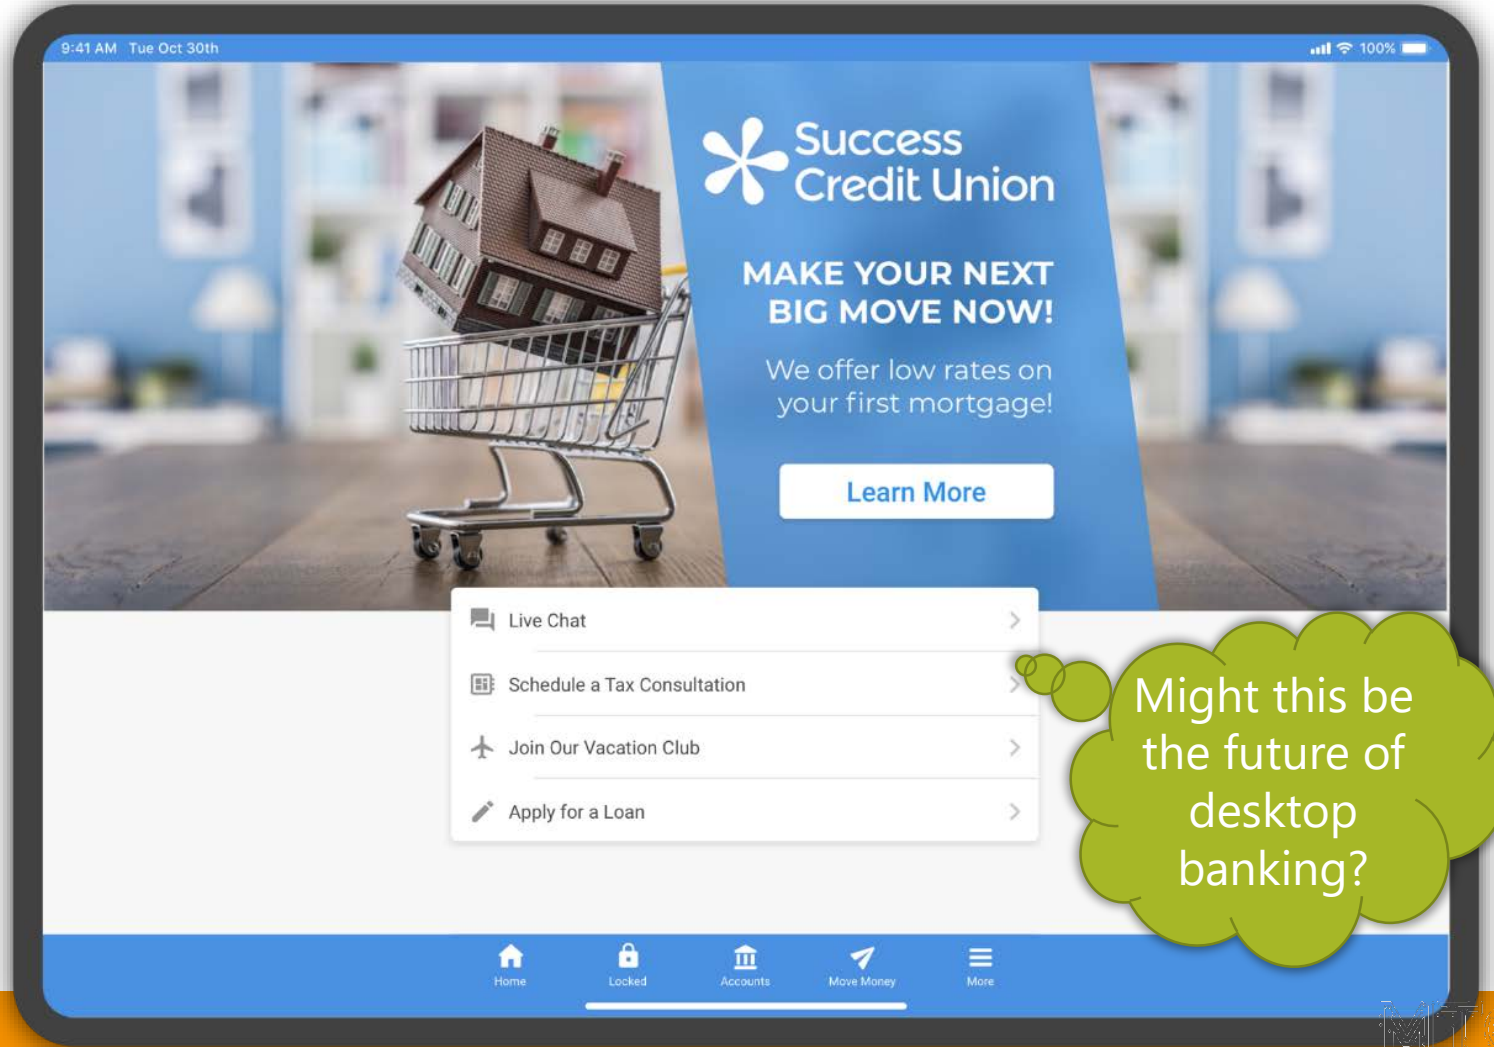 9:41 AM Tue Oct 30th
100%
Success
Credit Union
MAKE YOUR NEXT
BIG MOVE NOW!
We offer low rates on
your first mortgage!
Learn More
Live Chat
Schedule a Tax Consultation
Join Our Vacation Club
Apply for a Loan
Might this be
the future of
desktop
banking?
Home
Locked
Accounts
Move Money
More